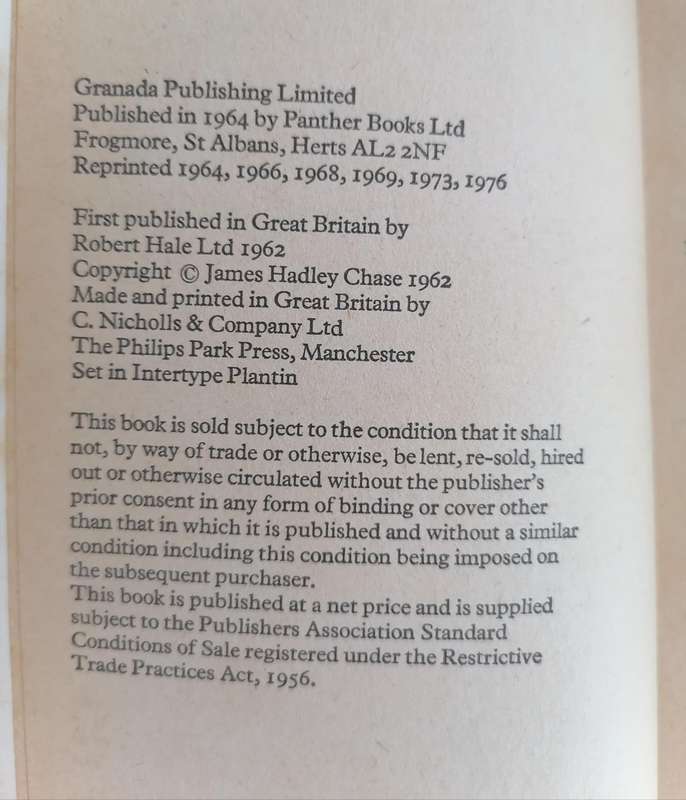 Granada Publishing Limited
Published in 1964 by Panther Books Ltd
Frogmore, St Albans, Herts AL2 2NF
Reprinted 1964, 1966, 1968, 1969, 1973, 1976
First published in Great Britain by
Robert Hale Ltd 1962
Copyright © James Hadley Chase 1962
Made and printed in Great Britain by
C. Nicholls & Company Ltd
The Philips Park Press, Manchester
Set in Intertype Plantin
This book is sold subject to the condition that it shall
not, by way of trade or otherwise, be lent, re-sold, hired
out or otherwise circulated without the publisher's
prior consent in any form of binding or cover other
than that in which it is published and without a similar
condition including this condition being imposed on
the subsequent purchaser.
This book is published at a net price and is supplied
subject to the Publishers Association Standard
Conditions of Sale registered under the Restrictive
Trade Practices Act, 1956.